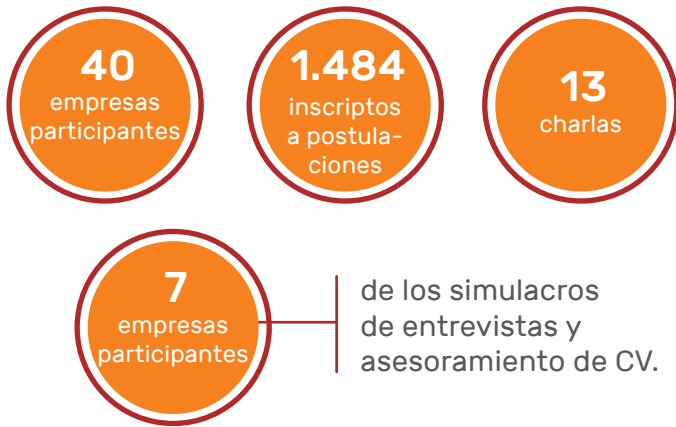 40
empresas
participantes
1.484
inscriptos
a postula-
ciones
13
charlas
7
empresas
participantes
de los simulacros
de entrevistas y
asesoramiento de CV.